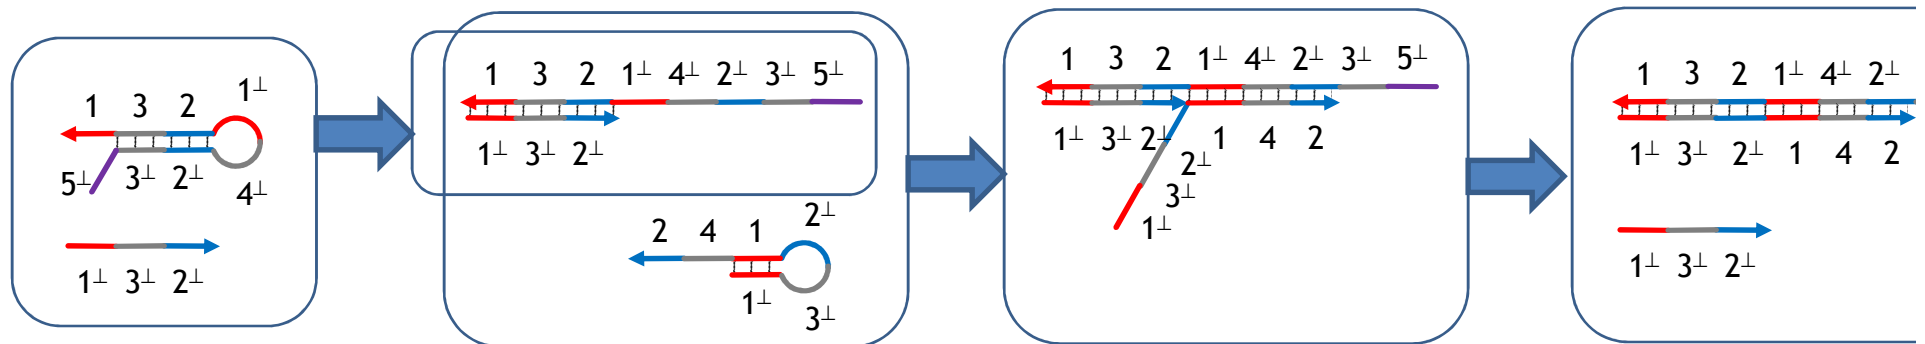 1 3 2 1⊥
5⊥ 3⊥ 2⊥ 4⊥
1⊥ 3⊥ 2⊥
1 3 2 1⊥ 4⊥ 2⊥ 3⊥ 5⊥
1⊥ 3⊥ 2⊥
2 4 1 2⊥
1⊥ 3⊥
1 3 2 1⊥ 4⊥ 2⊥ 3⊥ 5⊥
1⊥ 3⊥ 2⊥ 1 4 2
2⊥
3⊥
1⊥
1 3 2 1⊥ 4⊥ 2⊥
1⊥ 3⊥ 2⊥ 1 4 2
1⊥ 3⊥ 2⊥